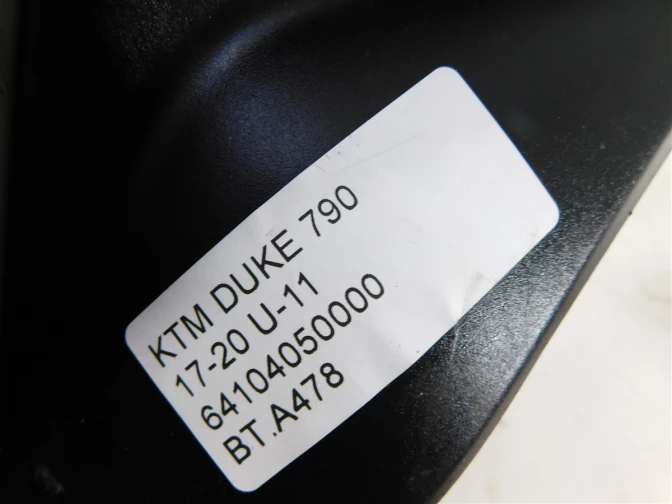 KTM DUKE 790
17-20 U-11
64104050000
BT.A478